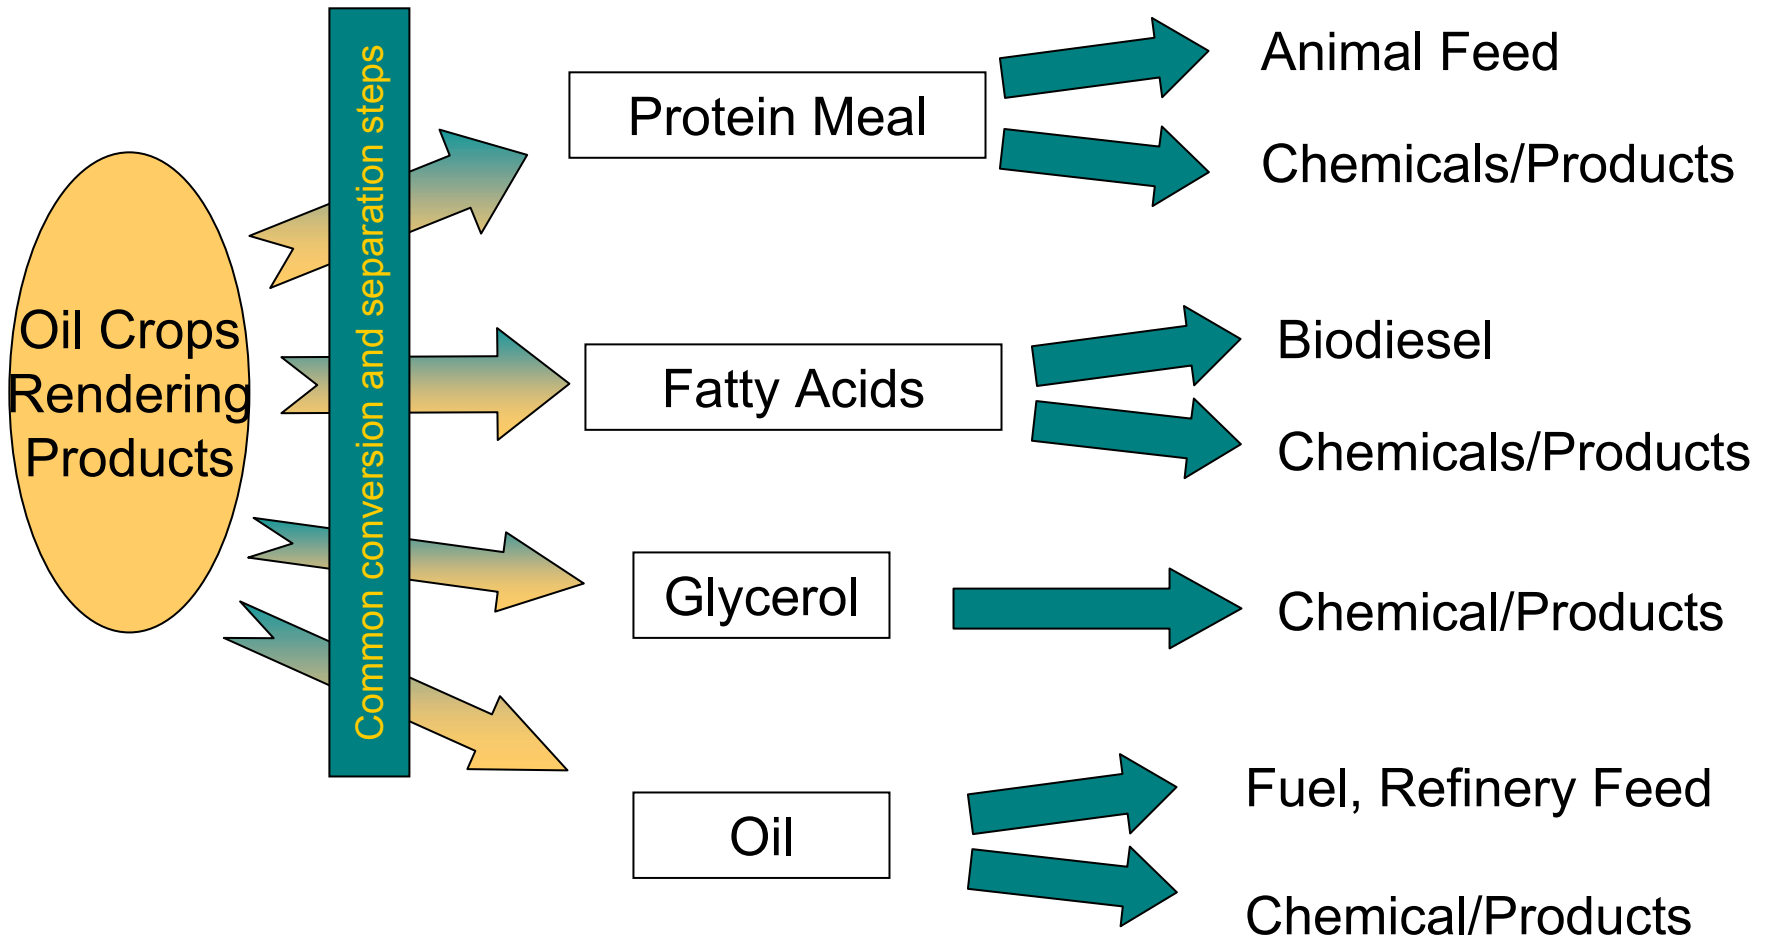 Oil Crops
Rendering
Products
Common conversion and separation steps
Protein Meal
Animal Feed
Chemicals/Products
Fatty Acids
Biodiesel
Chemicals/Products
Glycerol
Chemical/Products
Oil
Fuel, Refinery Feed
Chemical/Products